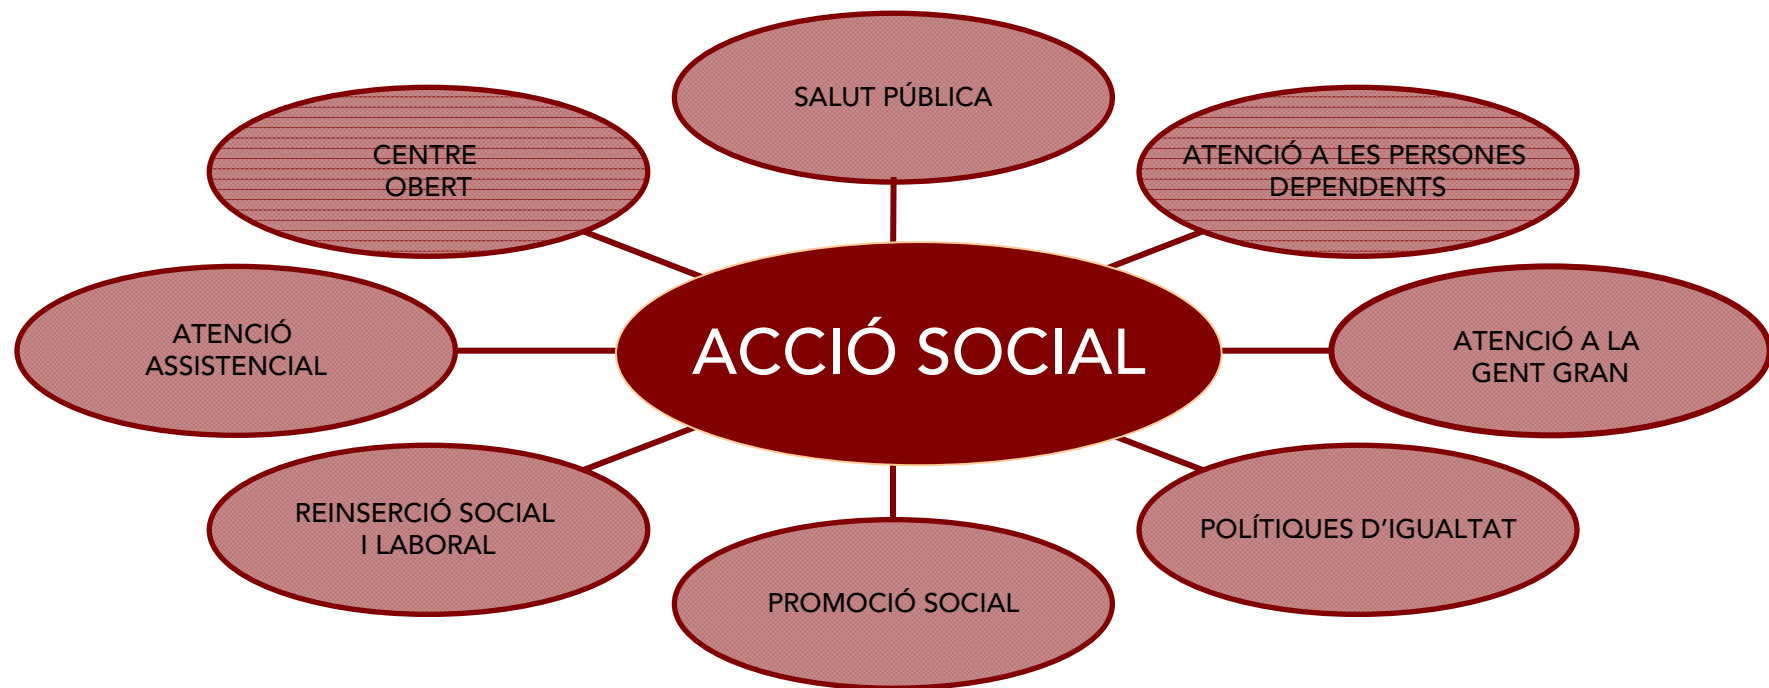 SALUT PÚBLICA
CENTRE
OBERT
ATENCIÓ A LES PERSONES
DEPENDENTS
ATENCIÓ
ASSISTENCIAL
ACCIÓ SOCIAL
ATENCIÓ A LA
GENT GRAN
REINSERCIÓ SOCIAL
I LABORAL
POLÍTIQUES D’IGUALTAT
PROMOCIÓ SOCIAL